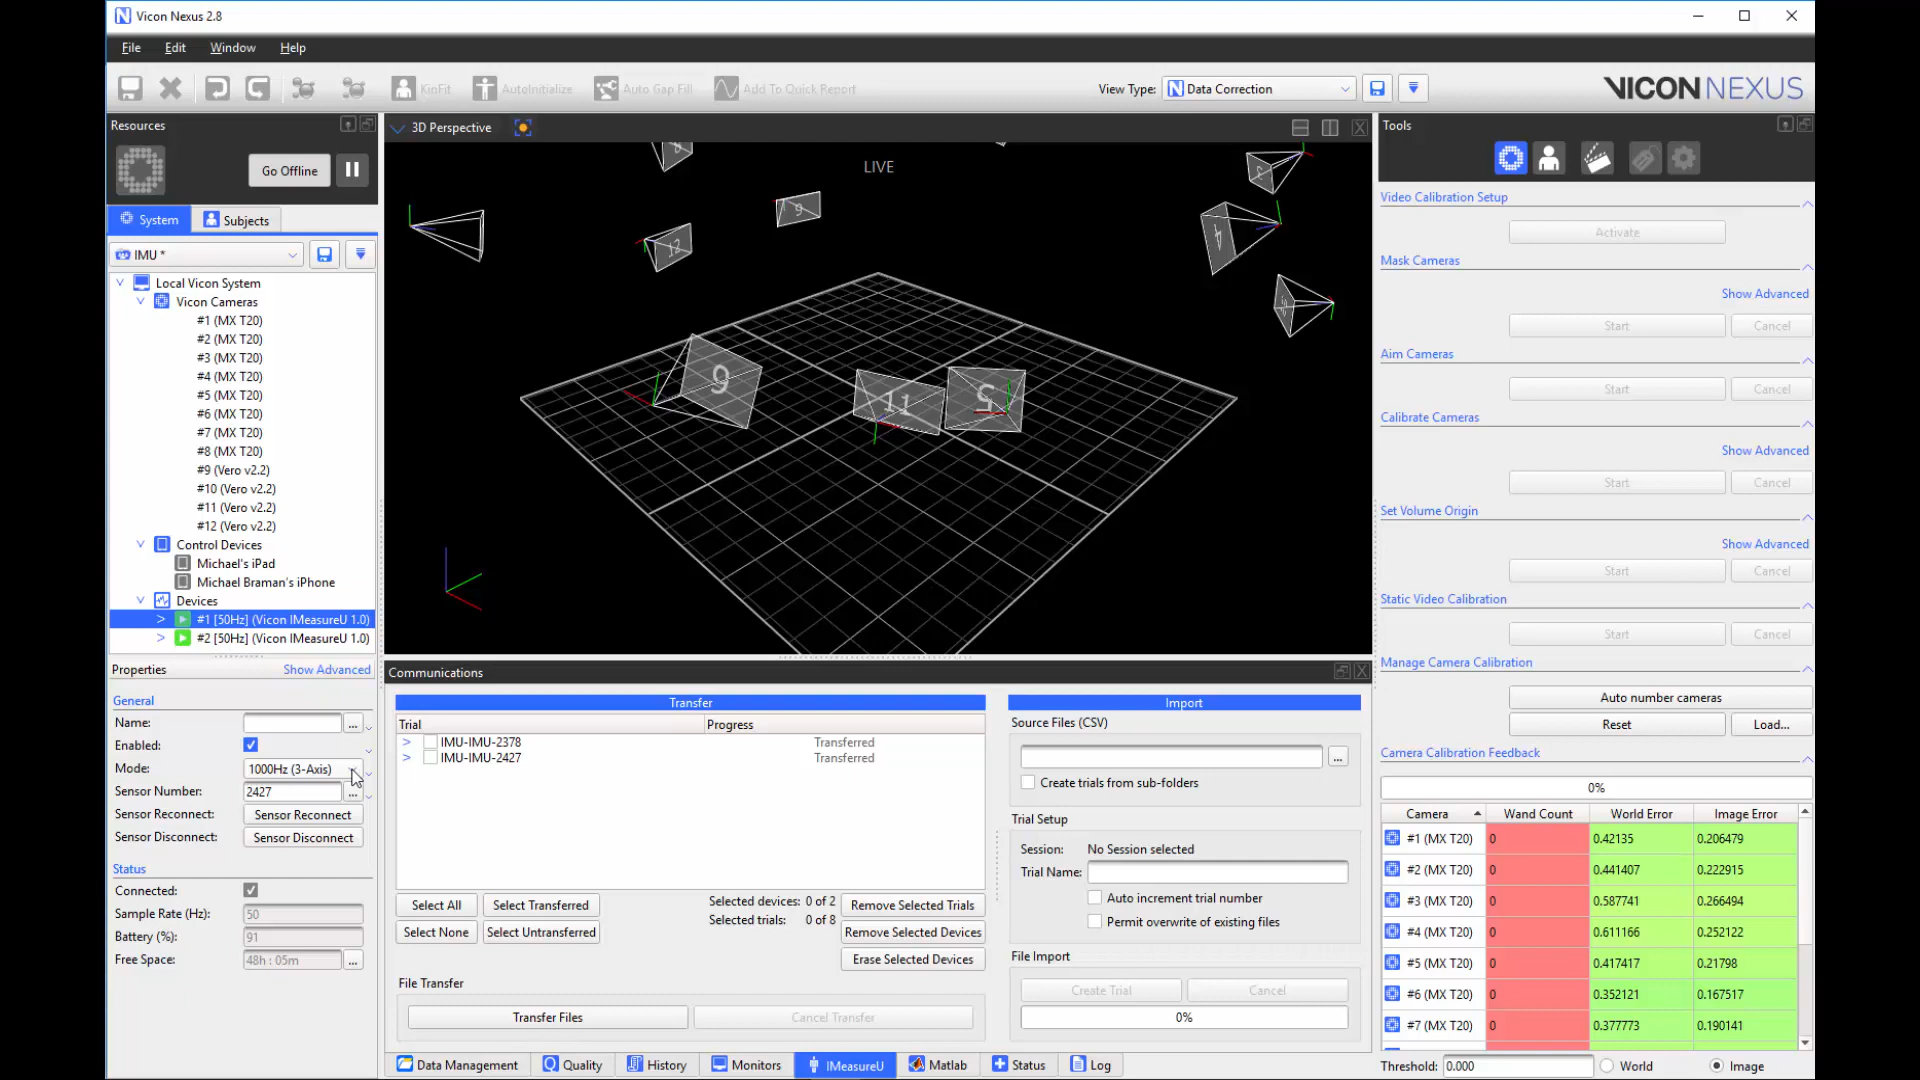 Vicon Nexus 2.8
File Edit Window Help
KinFit AutoInitialize Auto Gap Fill Add To Quick Report View Type: Data Correction VICON NEXUS
Resources
Go Offline
System Subjects
IMU *
Local Vicon System
Vicon Cameras
#1 (MX T20)
#2 (MX T20)
#3 (MX T20)
#4 (MX T20)
#5 (MX T20)
#6 (MX T20)
#7 (MX T20)
#8 (MX T20)
#9 (Vero v2.2)
#10 (Vero v2.2)
#11 (Vero v2.2)
#12 (Vero v2.2)
Control Devices
Michael's iPad
Michael Braman's iPhone
Devices
#1 [50Hz] (Vicon IMeasureU 1.0)
#2 [50Hz] (Vicon IMeasureU 1.0)
Properties Show Advanced
General
Name: ...
Enabled:
Mode: 1000Hz (3-Axis)
Sensor Number: 2427 ...
Sensor Reconnect: Sensor Reconnect
Sensor Disconnect: Sensor Disconnect
Status
Connected:
Sample Rate (Hz): 50
Battery (%): 91
Free Space: 48h : 05m ...
3D Perspective
LIVE
9
12
4
6
11
5
Communications
Transfer
Trial Progress
IMU-IMU-2378 Transferred
IMU-IMU-2427 Transferred
Select All Select Transferred Selected devices: 0 of 2 Remove Selected Trials
Select None Select Untransferred Selected trials: 0 of 8 Remove Selected Devices
Erase Selected Devices
File Transfer
Transfer Files Cancel Transfer
Import
Source Files (CSV)
...
Create trials from sub-folders
Trial Setup
Session: No Session selected
Trial Name:
Auto increment trial number
Permit overwrite of existing files
File Import
Create Trial Cancel
0%
Data Management Quality History Monitors IMeasureU Matlab Status Log
Tools
Video Calibration Setup
Activate
Mask Cameras
Show Advanced
Start Cancel
Aim Cameras
Start Cancel
Calibrate Cameras
Show Advanced
Start Cancel
Set Volume Origin
Show Advanced
Start Cancel
Static Video Calibration
Start Cancel
Manage Camera Calibration
Auto number cameras
Reset Load...
Camera Calibration Feedback
0%
Camera Wand Count World Error Image Error
#1 (MX T20) 0 0.42135 0.206479
#2 (MX T20) 0 0.441407 0.222915
#3 (MX T20) 0 0.587741 0.266494
#4 (MX T20) 0 0.611166 0.252122
#5 (MX T20) 0 0.417417 0.21798
#6 (MX T20) 0 0.352121 0.167517
#7 (MX T20) 0 0.377773 0.190141
Threshold: 0.000 World Image